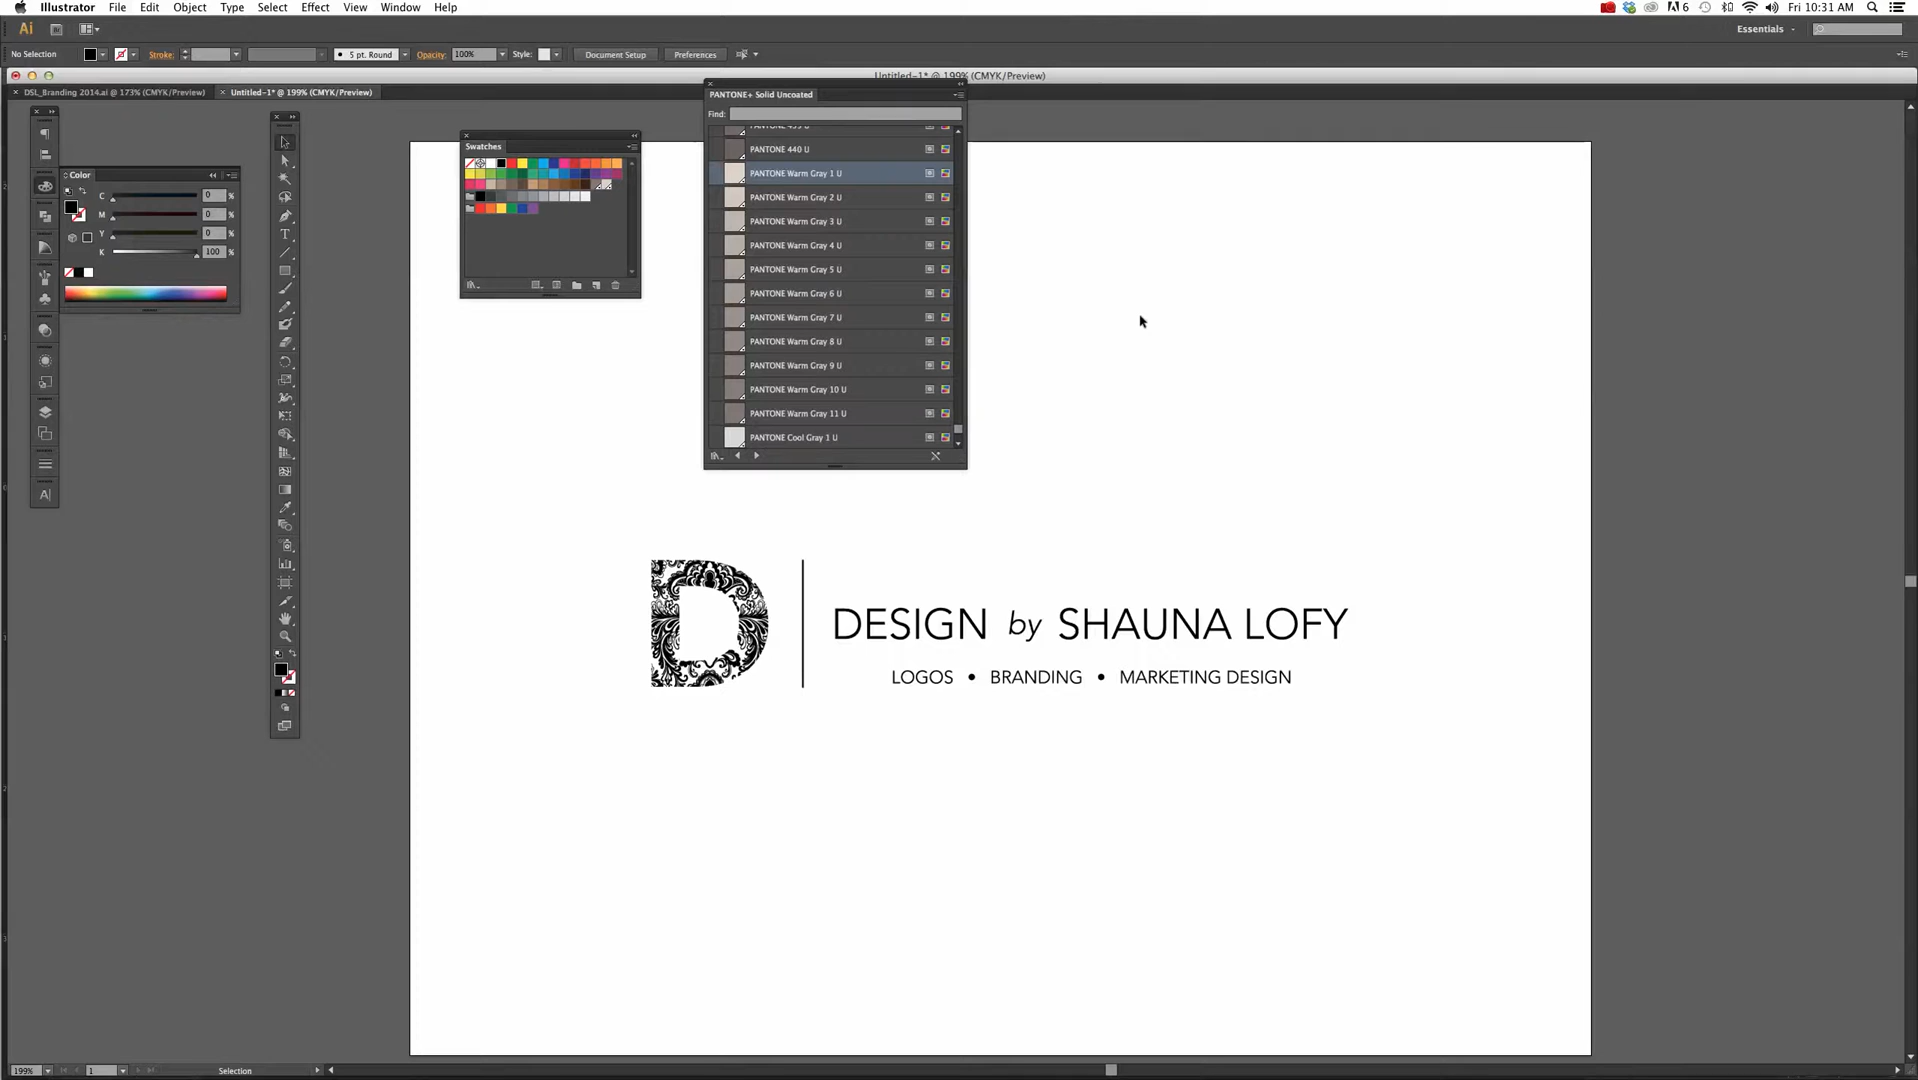 Illustrator File Edit Object Type Select Effect View Window Help
6 Fri 10:31 AM
Ai Essentials
No Selection Stroke: 5 pt. Round Opacity: 100% Style: Document Setup Preferences
Untitled-1* @ 199% (CMYK/Preview)
DSL_Branding 2014.ai @ 173% (CMYK/Preview) Untitled-1* @ 199% (CMYK/Preview)
PANTONE+ Solid Uncoated
Find:
PANTONE 440 U
PANTONE Warm Gray 1 U
PANTONE Warm Gray 2 U
PANTONE Warm Gray 3 U
PANTONE Warm Gray 4 U
PANTONE Warm Gray 5 U
PANTONE Warm Gray 6 U
PANTONE Warm Gray 7 U
PANTONE Warm Gray 8 U
PANTONE Warm Gray 9 U
PANTONE Warm Gray 10 U
PANTONE Warm Gray 11 U
PANTONE Cool Gray 1 U
Swatches
Color
C 0 %
M 0 %
Y 0 %
K 100 %
D
DESIGN by SHAUNA LOFY
LOGOS • BRANDING • MARKETING DESIGN
199% 1 Selection